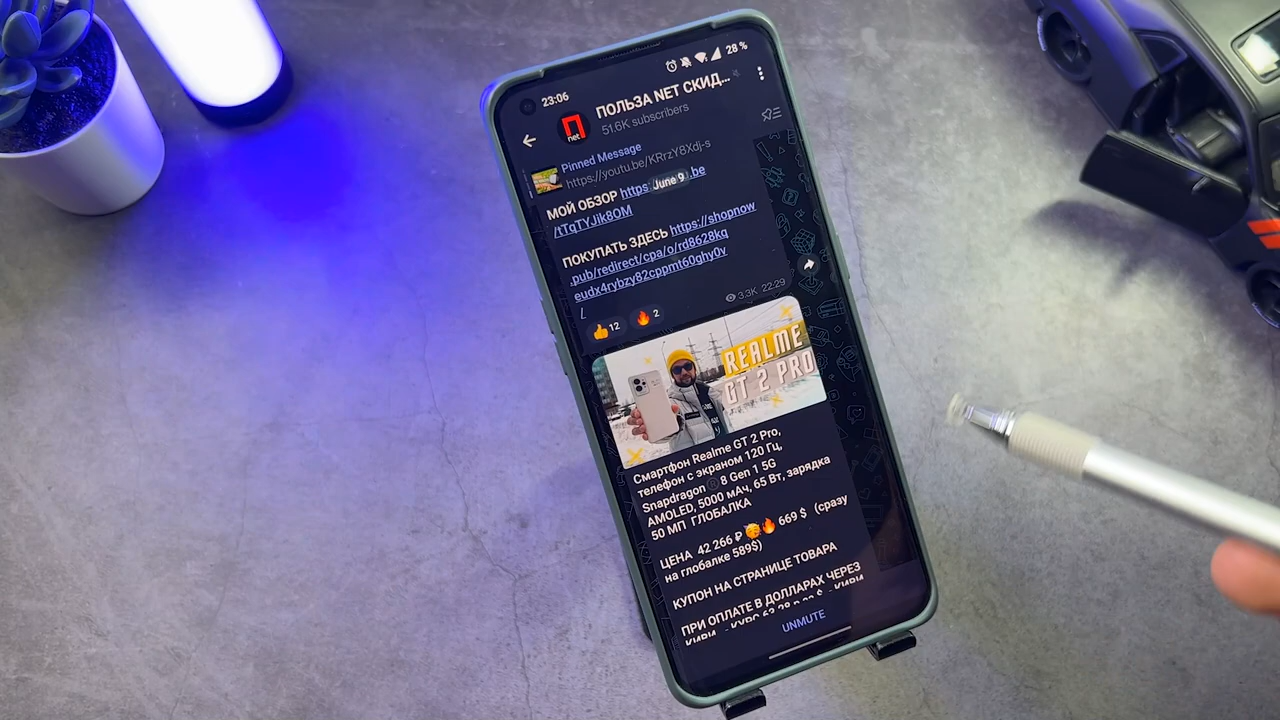 23:06
28 %
ПОЛЬЗА NET СКИД...
net
51.6K subscribers
Pinned Message
https://youtu.be/KRrzY8Xdj-s
June 9
МОЙ ОБЗОР https .be
/tTqTYJik8OM
ПОКУПАТЬ ЗДЕСЬ https://shopnow
.pub/redirect/cpa/o/rd8628kq
eudx4rybzy82cppmt60ghy0v
/
3.3K 22:29
12
2
REALME
GT 2 PRO
Смартфон Realme GT 2 Pro,
телефон с экраном 120 Гц,
Snapdragon 8 Gen 1 5G
AMOLED, 5000 мАч, 65 Вт, зарядка
50 МП ГЛОБАЛКА
ЦЕНА 42 266 ₽ 669 $ (сразу
на глобалке 589$)
КУПОН НА СТРАНИЦЕ ТОВАРА
ПРИ ОПЛАТЕ В ДОЛЛАРАХ ЧЕРЕЗ
UNMUTE